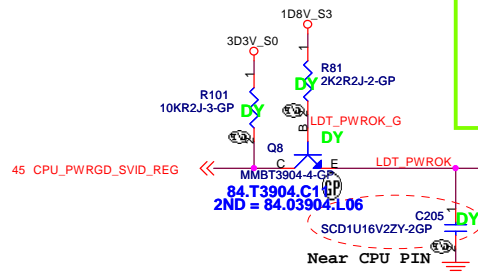 1D8V_S3
3D3V_S0
1
R81
2K2R2J-2-GP
DY
1
R101
10KR2J-3-GP
DY
2
2
LDT_PWROK_G
B
DY
Q8
45 CPU_PWRGD_SVID_REG
C
E
LDT_PWROK
MMBT3904-4-GP
84.T3904.C11
GP
2ND = 84.03904.L06
1
C205
DY
SCD1U16V2ZY-2GP
2
Near CPU PIN